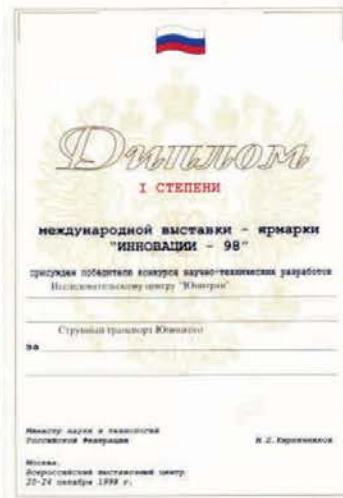 Диплом
I СТЕПЕНИ
международной выставки - ярмарки
"ИННОВАЦИИ - 98"
присужден победителю конкурса научно-технических разработок
Исследовательскому центру "Юнитран"
Струнный транспорт Юницкого
за
Министр науки и технологий
Российской Федерации
М.П.Кирпичников
Москва,
Всероссийский выставочный центр
20-24 октября 1998 г.